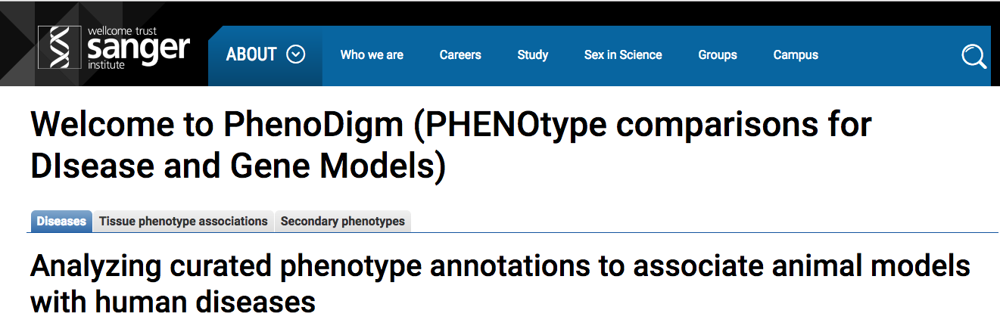 wellcome trust
sanger
institute
ABOUT Who we are Careers Study Sex in Science Groups Campus
Welcome to PhenoDigm (PHENOtype comparisons for
DIsease and Gene Models)
Diseases Tissue phenotype associations Secondary phenotypes
Analyzing curated phenotype annotations to associate animal models
with human diseases